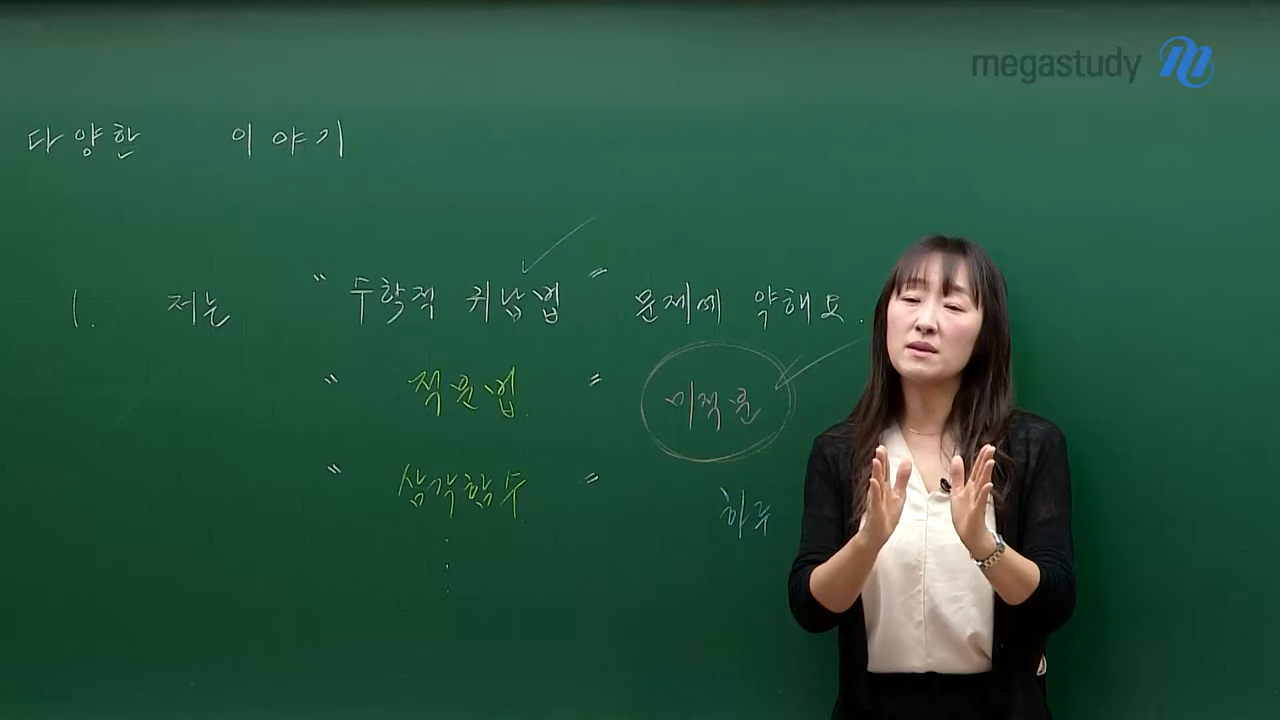 megastudy
다양한 이야기
1. 저는 "수학적 귀납법" 문제에 약해요.
" 적분법 " 미적분
" 삼각함수 "
하루